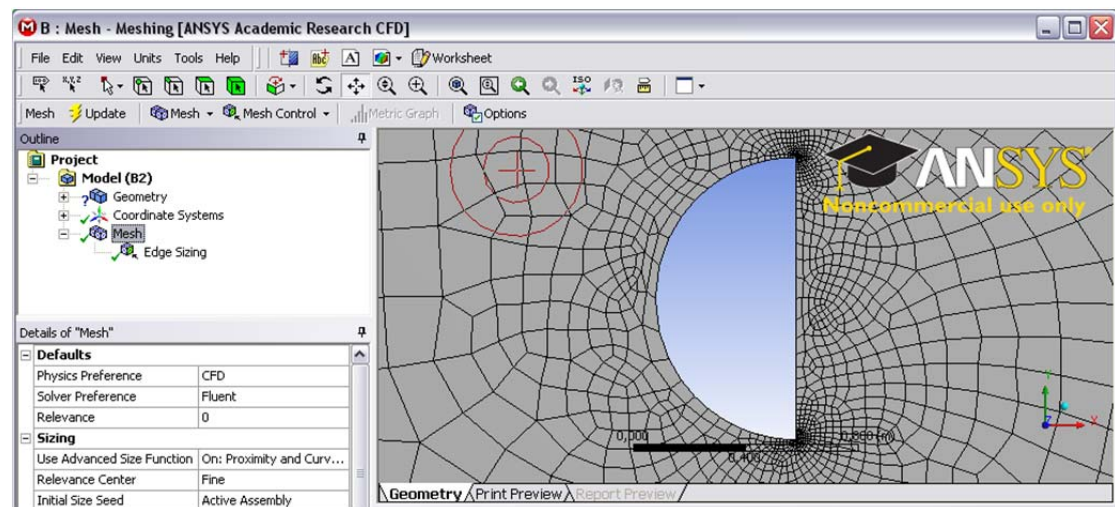 B : Mesh - Meshing [ANSYS Academic Research CFD]
File Edit View Units Tools Help Worksheet
Mesh Update Mesh Mesh Control Metric Graph Options
Outline
Project
Model (B2)
Geometry
Coordinate Systems
Mesh
Edge Sizing
Details of "Mesh"
Defaults
Physics Preference CFD
Solver Preference Fluent
Relevance 0
Sizing
Use Advanced Size Function On: Proximity and Curv...
Relevance Center Fine
Initial Size Seed Active Assembly
ANSYS
Noncommercial use only
Y
X
Z
0,000 0,800 (m)
0,400
Geometry Print Preview Report Preview